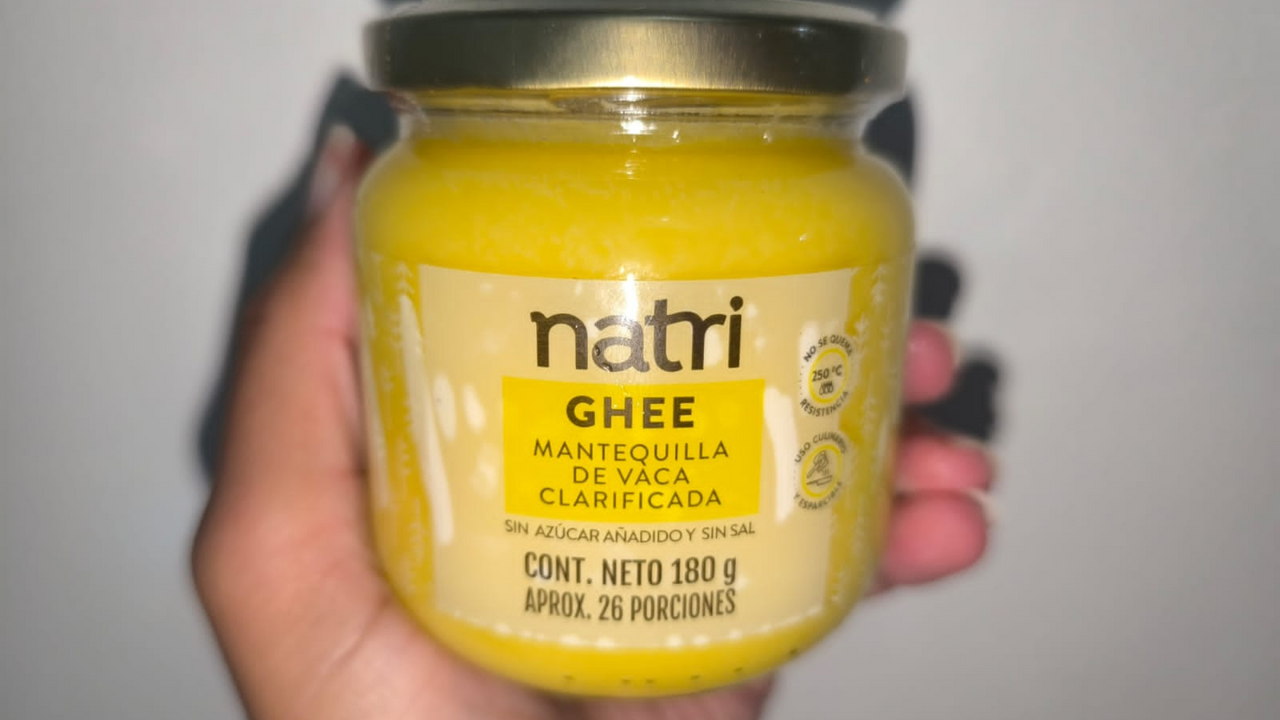 natri
GHEE
MANTEQUILLA
DE VACA
CLARIFICADA
SIN AZÚCAR AÑADIDO Y SIN SAL
CONT. NETO 180 g
APROX. 26 PORCIONES
NO SE QUEMA
250 °C
RESISTENCIA
USO CULINARIO
Y ESPARCIBLE